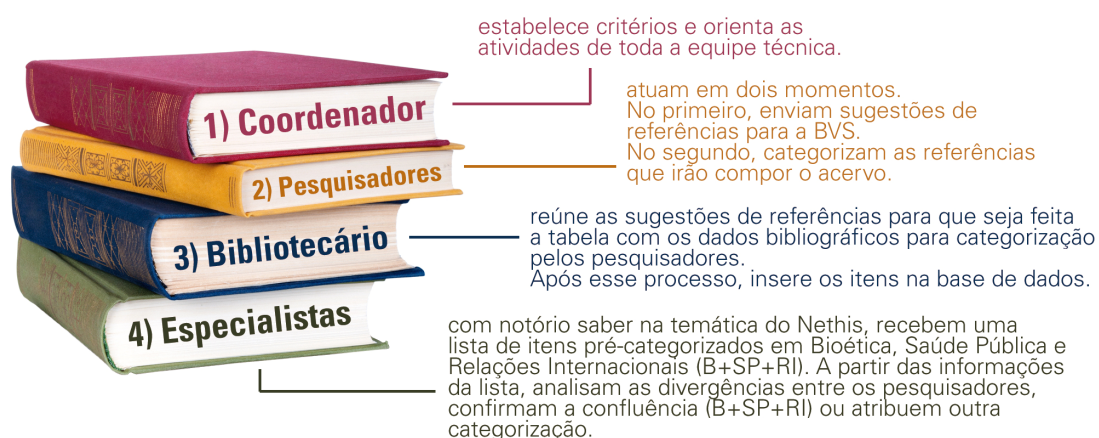 1) Coordenador
estabelece critérios e orienta as
atividades de toda a equipe técnica.
2) Pesquisadores
atuam em dois momentos.
No primeiro, enviam sugestões de
referências para a BVS.
No segundo, categorizam as referências
que irão compor o acervo.
3) Bibliotecário
reúne as sugestões de referências para que seja feita
a tabela com os dados bibliográficos para categorização
pelos pesquisadores.
Após esse processo, insere os itens na base de dados.
4) Especialistas
com notório saber na temática do Nethis, recebem uma
lista de itens pré-categorizados em Bioética, Saúde Pública e
Relações Internacionais (B+SP+RI). A partir das informações
da lista, analisam as divergências entre os pesquisadores,
confirmam a confluência (B+SP+RI) ou atribuem outra
categorização.